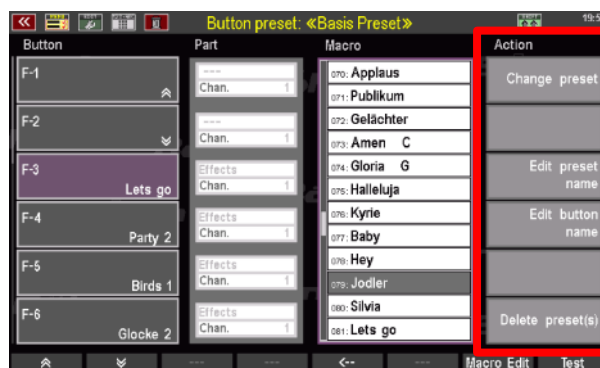 Button preset: «Basis Preset»
19:5
Button
Part
Macro
Action
F-1
---
Chan. 1
F-2
---
Chan. 1
F-3
Lets go
Effects
Chan. 1
F-4
Party 2
Effects
Chan. 1
F-5
Birds 1
Effects
Chan. 1
F-6
Glocke 2
Effects
Chan. 1
070: Applaus
071: Publikum
072: Gelächter
073: Amen C
074: Gloria G
075: Halleluja
076: Kyrie
077: Baby
078: Hey
079: Jodler
080: Silvia
081: Lets go
Change preset
Edit preset
name
Edit button
name
Delete preset(s)
---
---
<--
---
Macro Edit
Test